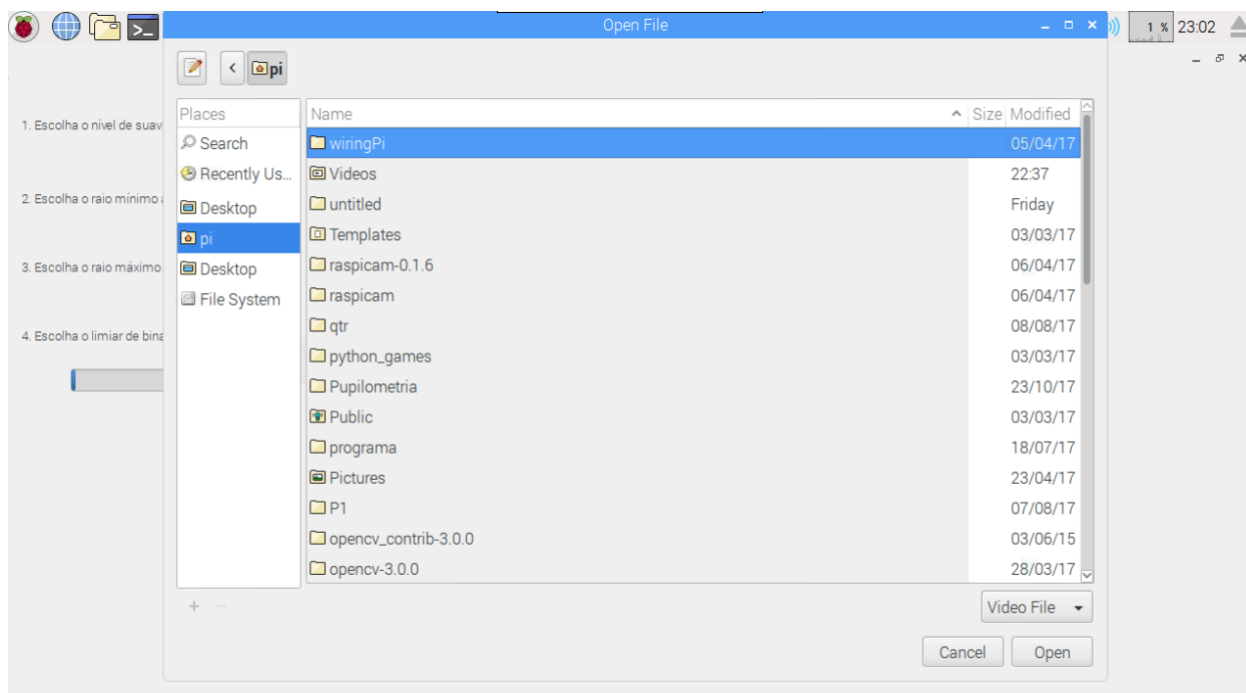 Open File
1 % 23:02
pi
1. Escolha o nível de suav
2. Escolha o raio mínimo
3. Escolha o raio máximo
4. Escolha o limiar de bina
Places
Search
Recently Us...
Desktop
pi
Desktop
File System
Name Size Modified
wiringPi 05/04/17
Videos 22:37
untitled Friday
Templates 03/03/17
raspicam-0.1.6 06/04/17
raspicam 06/04/17
qtr 08/08/17
python_games 03/03/17
Pupilometria 23/10/17
Public 03/03/17
programa 18/07/17
Pictures 23/04/17
P1 07/08/17
opencv_contrib-3.0.0 03/06/15
opencv-3.0.0 28/03/17
Video File
Cancel Open